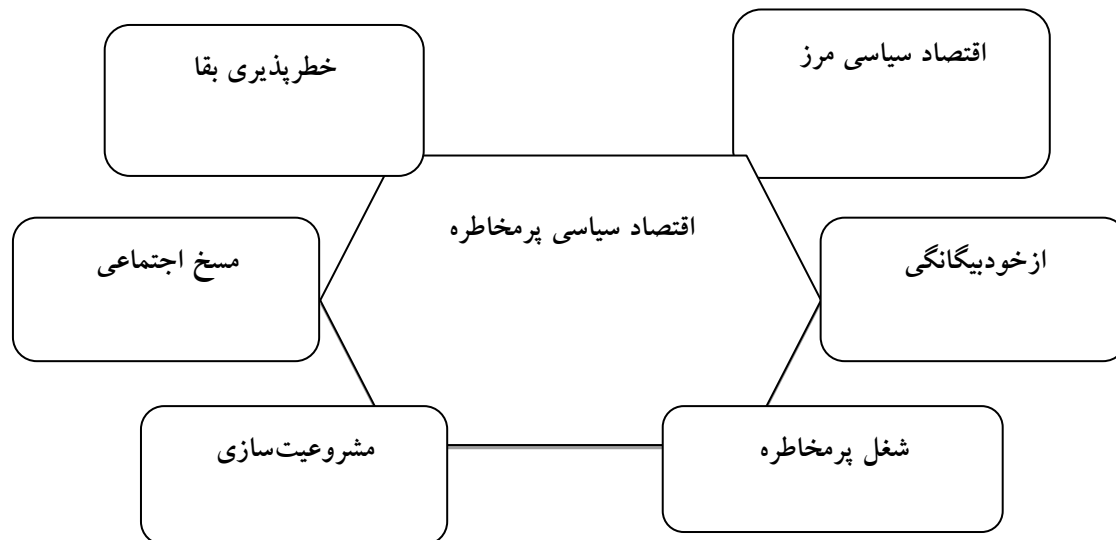 اقتصاد سیاسی مرز
خطرپذیری بقا
اقتصاد سیاسی پرمخاطره
ازخودبیگانگی
مسخ اجتماعی
شغل پرمخاطره
مشروعیت‌سازی